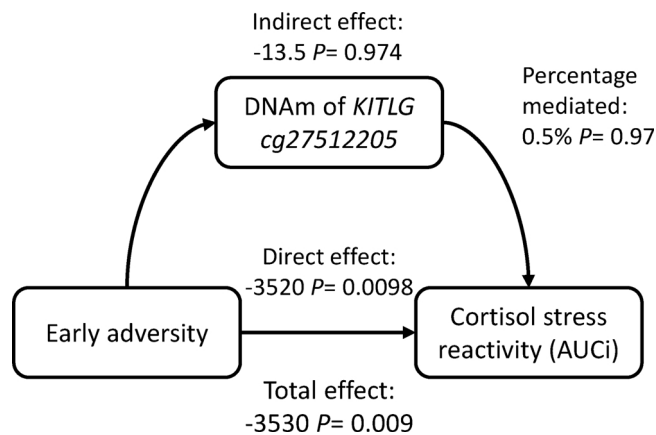 Indirect effect:
-13.5 P= 0.974
DNAm of KITLG
cg27512205
Percentage
mediated:
0.5% P= 0.97
Direct effect:
-3520 P= 0.0098
Early adversity
Cortisol stress
reactivity (AUCi)
Total effect:
-3530 P= 0.009